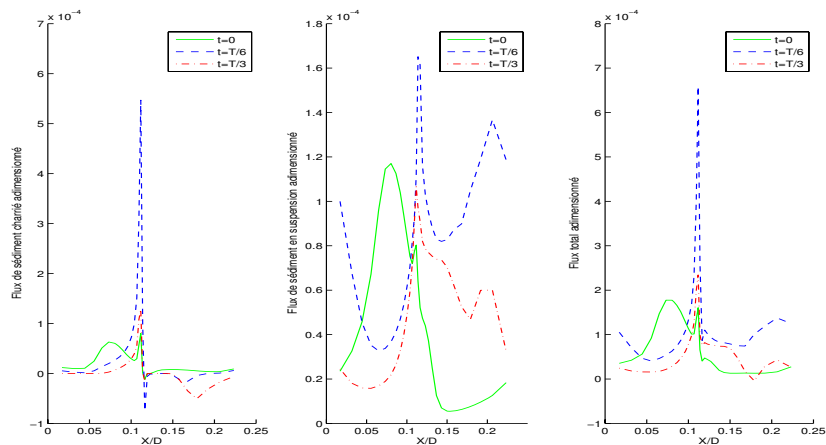 x 10⁻⁴
7
6
5
4
3
2
1
0
−1
0
0.05
0.1
0.15
0.2
0.25
X/D
Flux de sédiment charrié adimensionné
t=0
t=T/6
t=T/3
x 10⁻⁴
1.8
1.6
1.4
1.2
1
0.8
0.6
0.4
0.2
0
0
0.05
0.1
0.15
0.2
X/D
Flux de sédiment en suspension adimensionné
t=0
t=T/6
t=T/3
x 10⁻⁴
8
7
6
5
4
3
2
1
0
−1
0
0.05
0.1
0.15
0.2
0.25
X/D
Flux total adimensionné
t=0
t=T/6
t=T/3